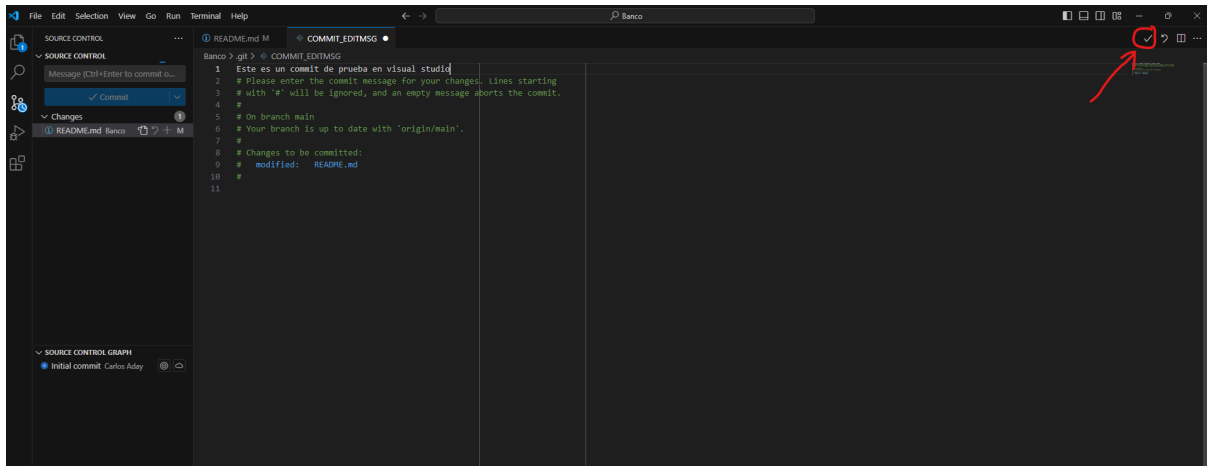 File Edit Selection View Go Run Terminal Help
Banco
SOURCE CONTROL
SOURCE CONTROL
Message (Ctrl+Enter to commit o...
Commit
Changes 1
README.md Banco M
SOURCE CONTROL GRAPH
Initial commit Carlos Aday
README.md M COMMIT_EDITMSG
Banco > .git > COMMIT_EDITMSG
1 Este es un commit de prueba en visual studio
2 # Please enter the commit message for your changes. Lines starting
3 # with '#' will be ignored, and an empty message aborts the commit.
4 #
5 # On branch main
6 # Your branch is up to date with 'origin/main'.
7 #
8 # Changes to be committed:
9 # modified: README.md
10 #
11